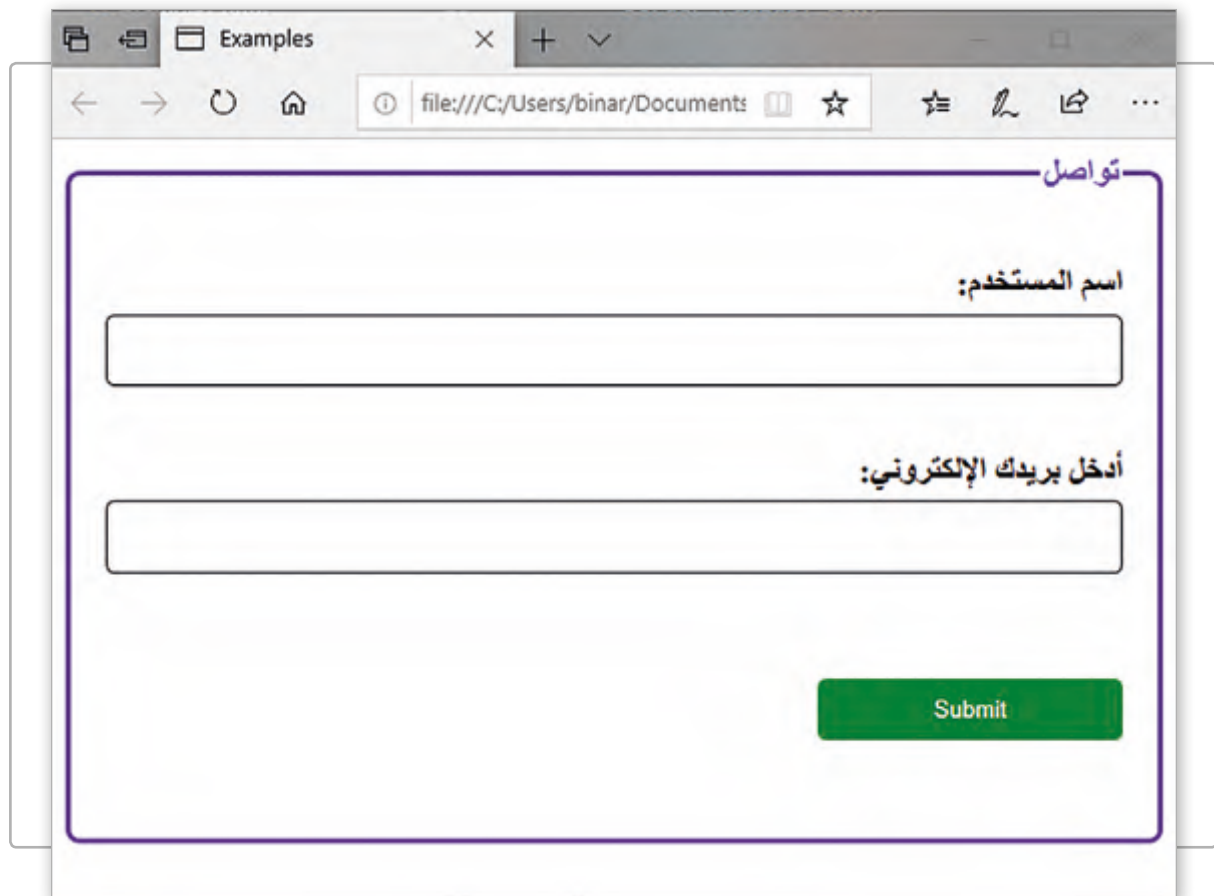 Examples
file:///C:/Users/binar/Documents
تواصل
اسم المستخدم:
أدخل بريدك الإلكتروني:
Submit